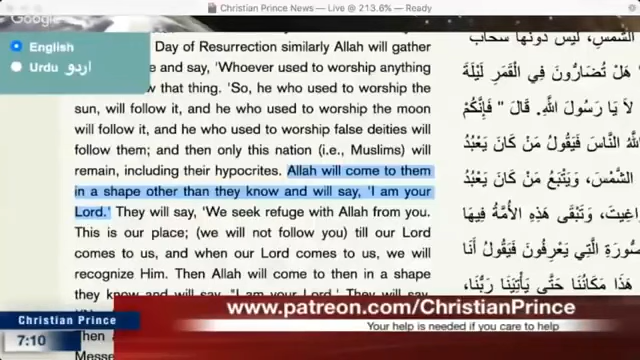 Christian Prince News — Live @ 213.6% — Ready
Google
English
Urdu اردو
Day of Resurrection similarly Allah will gather
and say, 'Whoever used to worship anything
w that thing. 'So, he who used to worship the
sun, will follow it, and he who used to worship the moon
will follow it, and he who used to worship false deities will
follow them; and then only this nation (i.e., Muslims) will
remain, including their hypocrites. Allah will come to them
in a shape other than they know and will say, 'I am your
Lord.' They will say, 'We seek refuge with Allah from you.
This is our place; (we will not follow you) till our Lord
comes to us, and when our Lord comes to us, we will
recognize Him. Then Allah will come to then in a shape
they know and will say, "I am your Lord.' They will say,
Then A
Messe
الشَّمْسِ، لَيْسَ دُونَهَا سَحَابٌ
" هَلْ تُضَارُّونَ فِي الْقَمَرِ لَيْلَةَ
لاَ يَا رَسُولَ اللَّهِ. قَالَ " فَإِنَّكُمْ
اللَّهُ النَّاسَ فَيَقُولُ مَنْ كَانَ يَعْبُدُ
الشَّمْسَ، وَيَتْبَعُ مَنْ كَانَ يَعْبُدُ
وَتَبْقَى هَذِهِ الأُمَّةُ فِيهَا
الصُّورَةِ الَّتِي يَعْرِفُونَ فَيَقُولُ أَنَا
مَكَانُنَا حَتَّى يَأْتِيَنَا رَبُّنَا،
www.patreon.com/ChristianPrince
Your help is needed if you care to help
Christian Prince
7:10